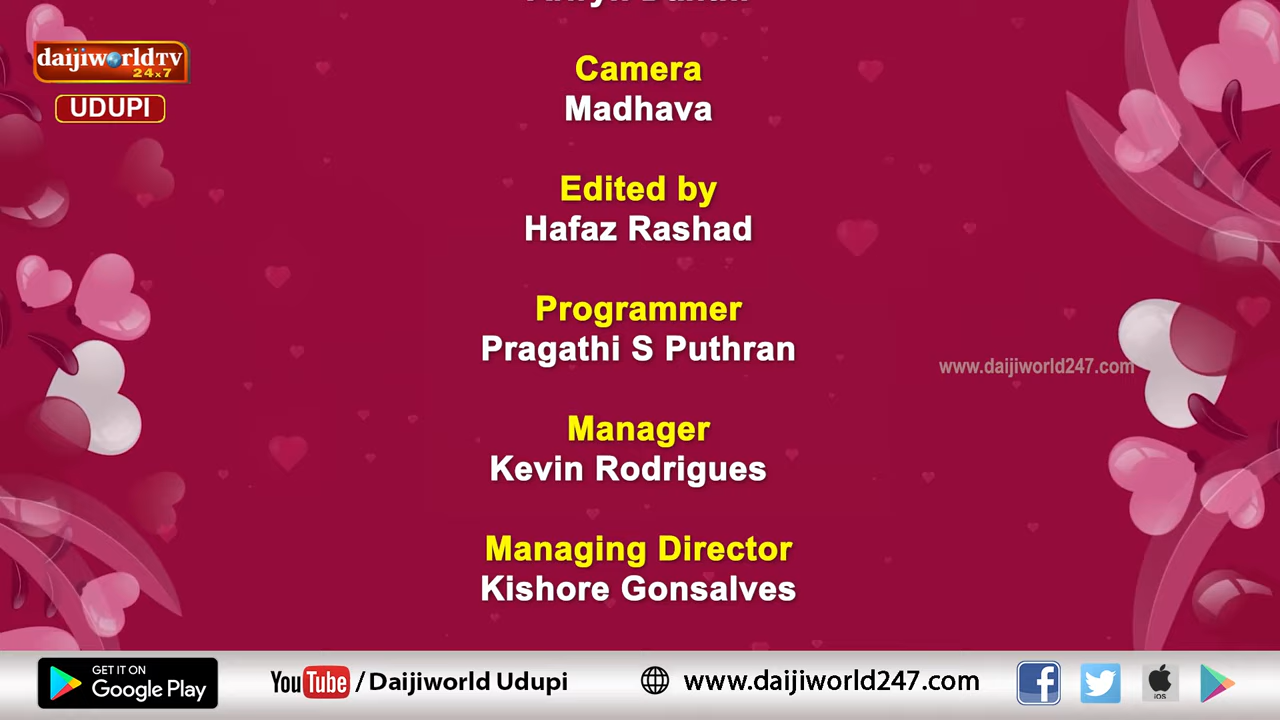 daijiworldTV
24x7
UDUPI
Camera
Madhava
Edited by
Hafaz Rashad
Programmer
Pragathi S Puthran
www.daijiworld247.com
Manager
Kevin Rodrigues
Managing Director
Kishore Gonsalves
GET IT ON
Google Play
YouTube /Daijiworld Udupi
www.daijiworld247.com
iOS